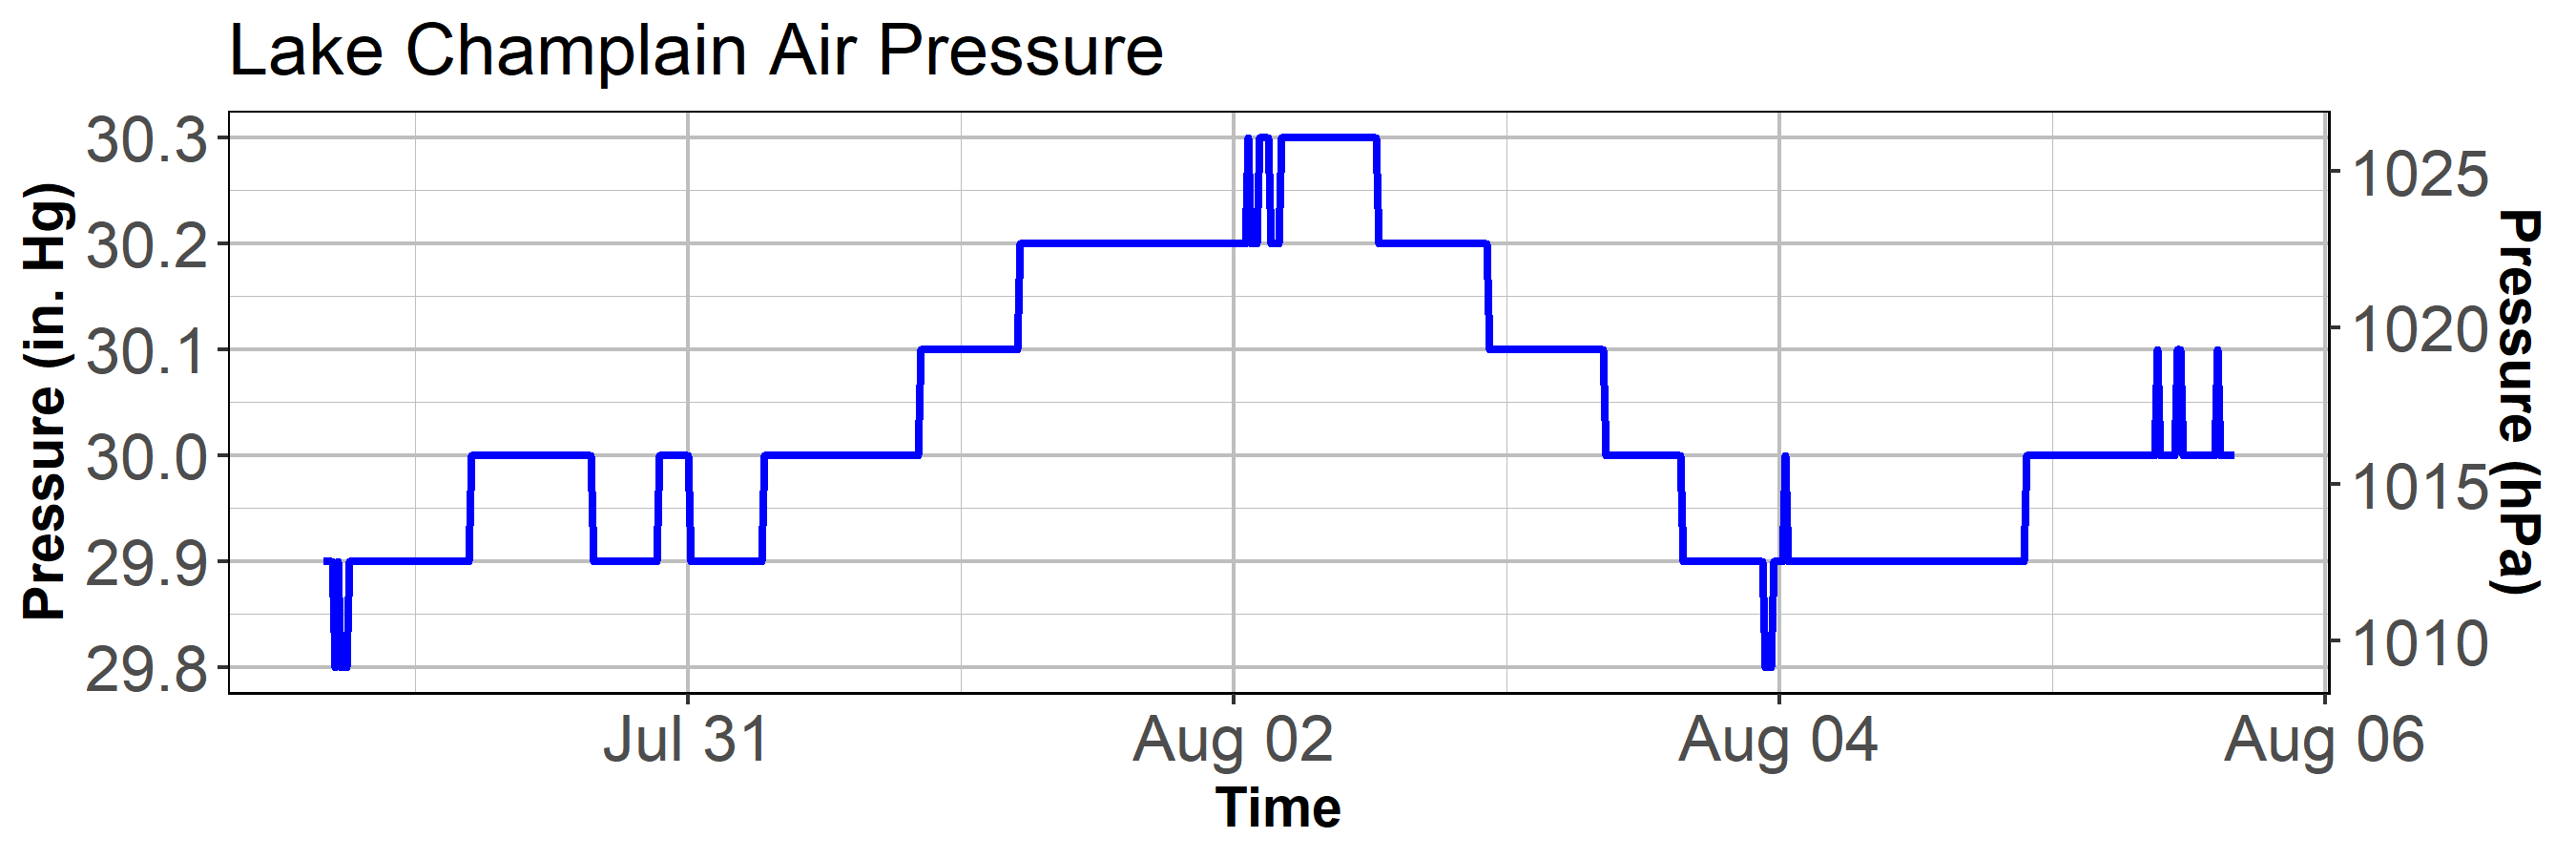 Lake Champlain Air Pressure
Pressure (in. Hg)
30.3
30.2
30.1
30.0
29.9
29.8
1025
1020
1015
1010
Pressure (hPa)
Jul 31 Aug 02 Aug 04 Aug 06
Time